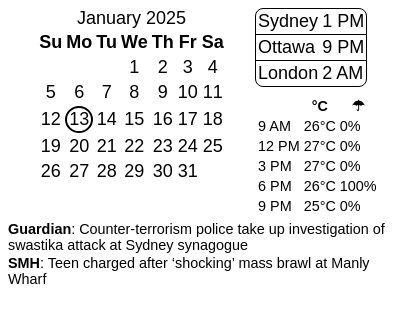 January 2025
Su Mo Tu We Th Fr Sa
1 2 3 4
5 6 7 8 9 10 11
12 13 14 15 16 17 18
19 20 21 22 23 24 25
26 27 28 29 30 31
Sydney 1 PM
Ottawa 9 PM
London 2 AM
°C ☂
9 AM 26°C 0%
12 PM 27°C 0%
3 PM 27°C 0%
6 PM 26°C 100%
9 PM 25°C 0%
Guardian: Counter-terrorism police take up investigation of
swastika attack at Sydney synagogue
SMH: Teen charged after ‘shocking’ mass brawl at Manly
Wharf